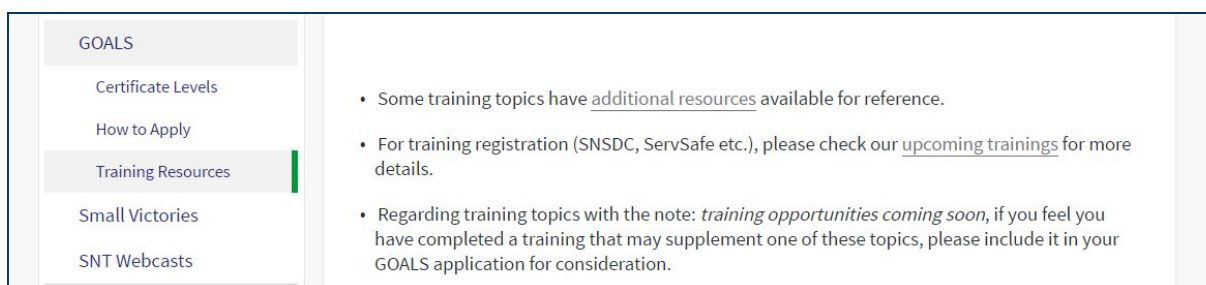 GOALS
Certificate Levels
How to Apply
Training Resources
Small Victories
SNT Webcasts
• Some training topics have additional resources available for reference.
• For training registration (SNSDC, ServSafe etc.), please check our upcoming trainings for more
details.
• Regarding training topics with the note: training opportunities coming soon, if you feel you
have completed a training that may supplement one of these topics, please include it in your
GOALS application for consideration.